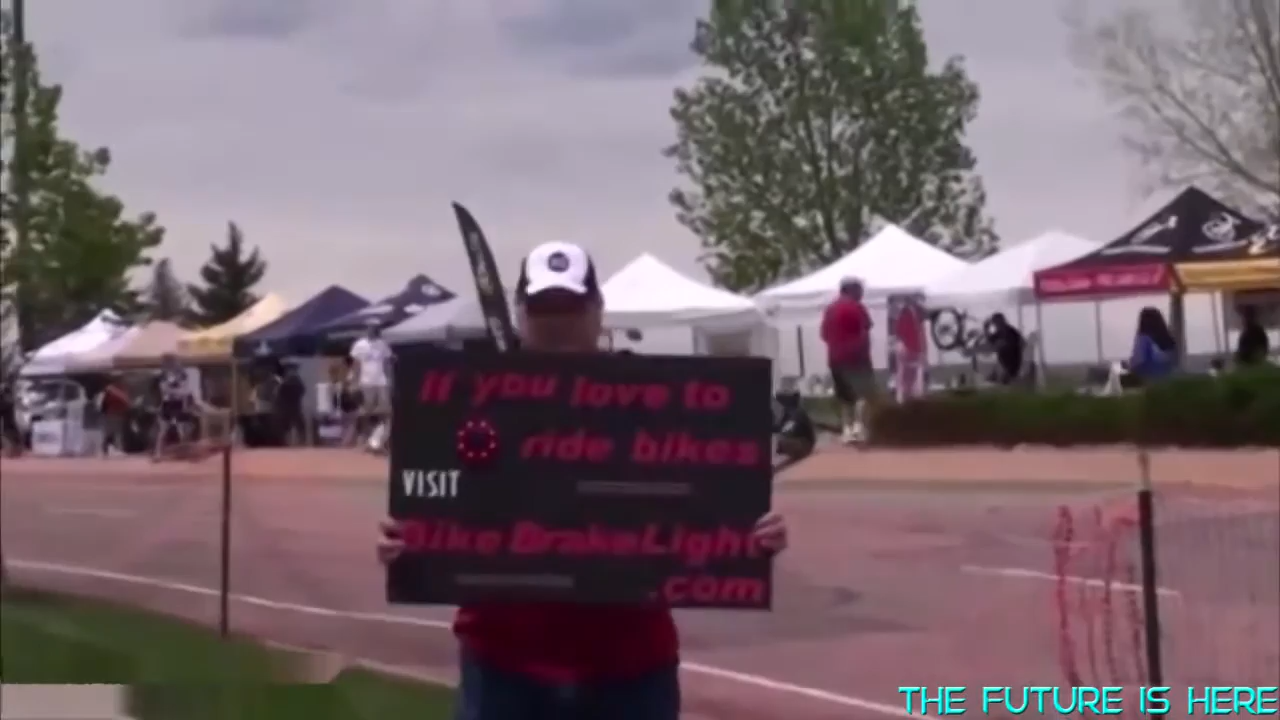 If you love to
ride bikes
VISIT
BikeBrakeLight
.com
THE FUTURE IS HERE